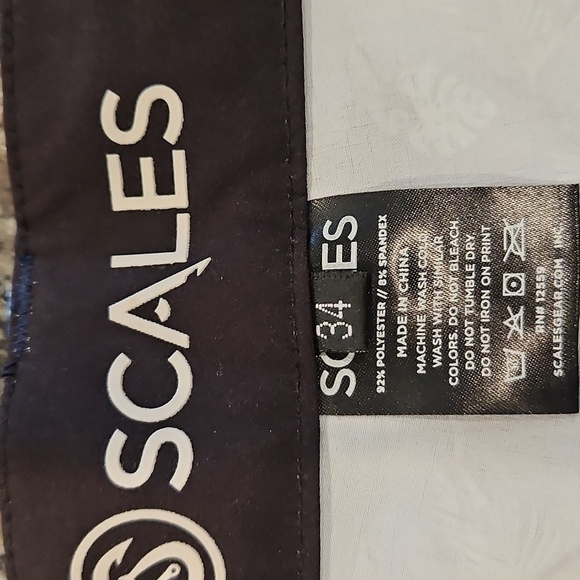 SCALES
SC ES
34
92% POLYESTER // 8% SPANDEX
MADE IN CHINA
MACHINE WASH COLD
WASH WITH SIMILAR
COLORS. DO NOT BLEACH.
DO NOT TUMBLE DRY.
DO NOT IRON ON PRINT
RN# 12559
SCALESGEAR.COM INC.